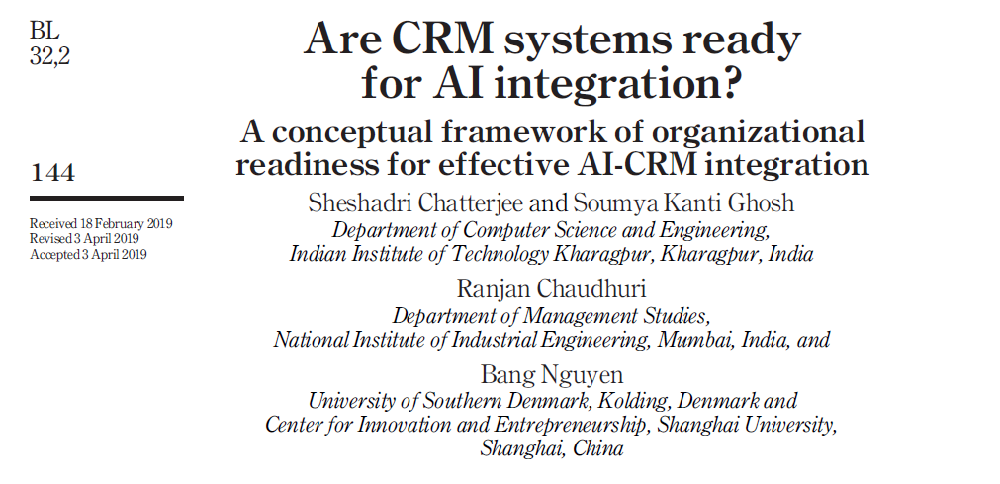 BL
32,2
144
Received 18 February 2019
Revised 3 April 2019
Accepted 3 April 2019
Are CRM systems ready
for AI integration?
A conceptual framework of organizational
readiness for effective AI-CRM integration
Sheshadri Chatterjee and Soumya Kanti Ghosh
Department of Computer Science and Engineering,
Indian Institute of Technology Kharagpur, Kharagpur, India
Ranjan Chaudhuri
Department of Management Studies,
National Institute of Industrial Engineering, Mumbai, India, and
Bang Nguyen
University of Southern Denmark, Kolding, Denmark and
Center for Innovation and Entrepreneurship, Shanghai University,
Shanghai, China